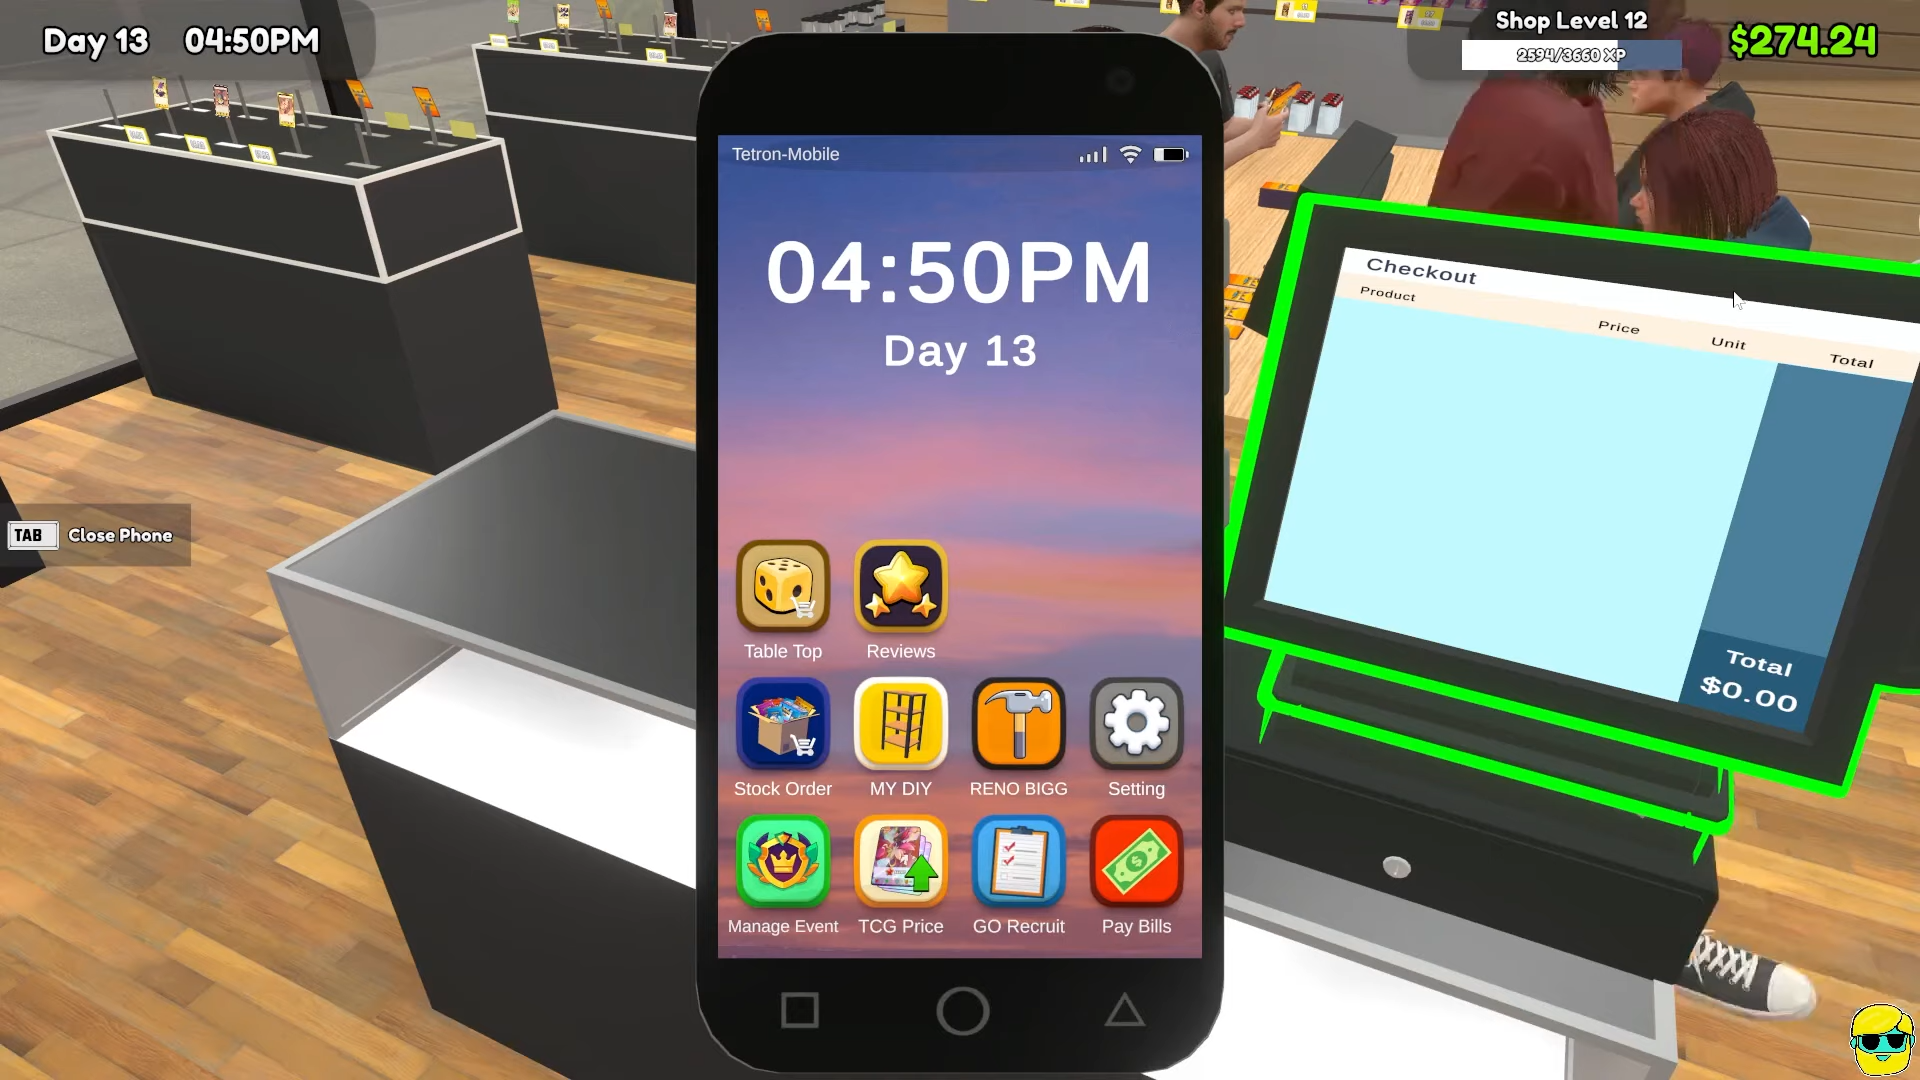 Day 13 04:50PM
Shop Level 12
2594/3660 XP
$274.24
Tetron-Mobile
04:50PM
Day 13
TAB Close Phone
Table Top
Reviews
Stock Order
MY DIY
RENO BIGG
Setting
Manage Event
TCG Price
GO Recruit
Pay Bills
Checkout
Product Price Unit Total
Total
$0.00